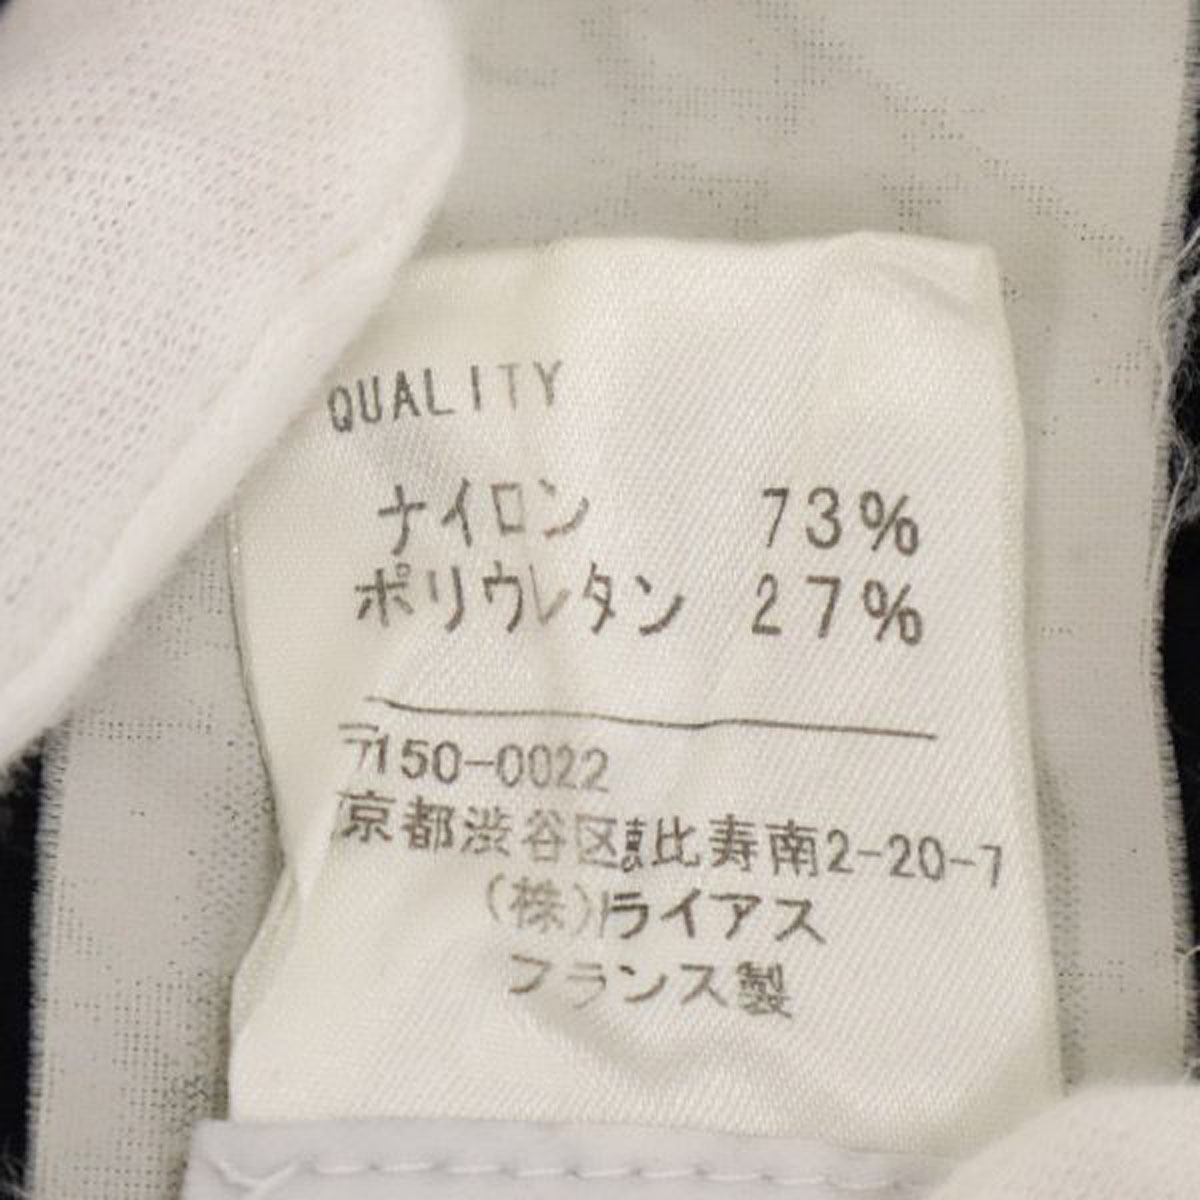 QUALITY
ナイロン 73%
ポリウレタン 27%
〒150-0022
京都渋谷区恵比寿南2-20-7
(株)トライアス
フランス製